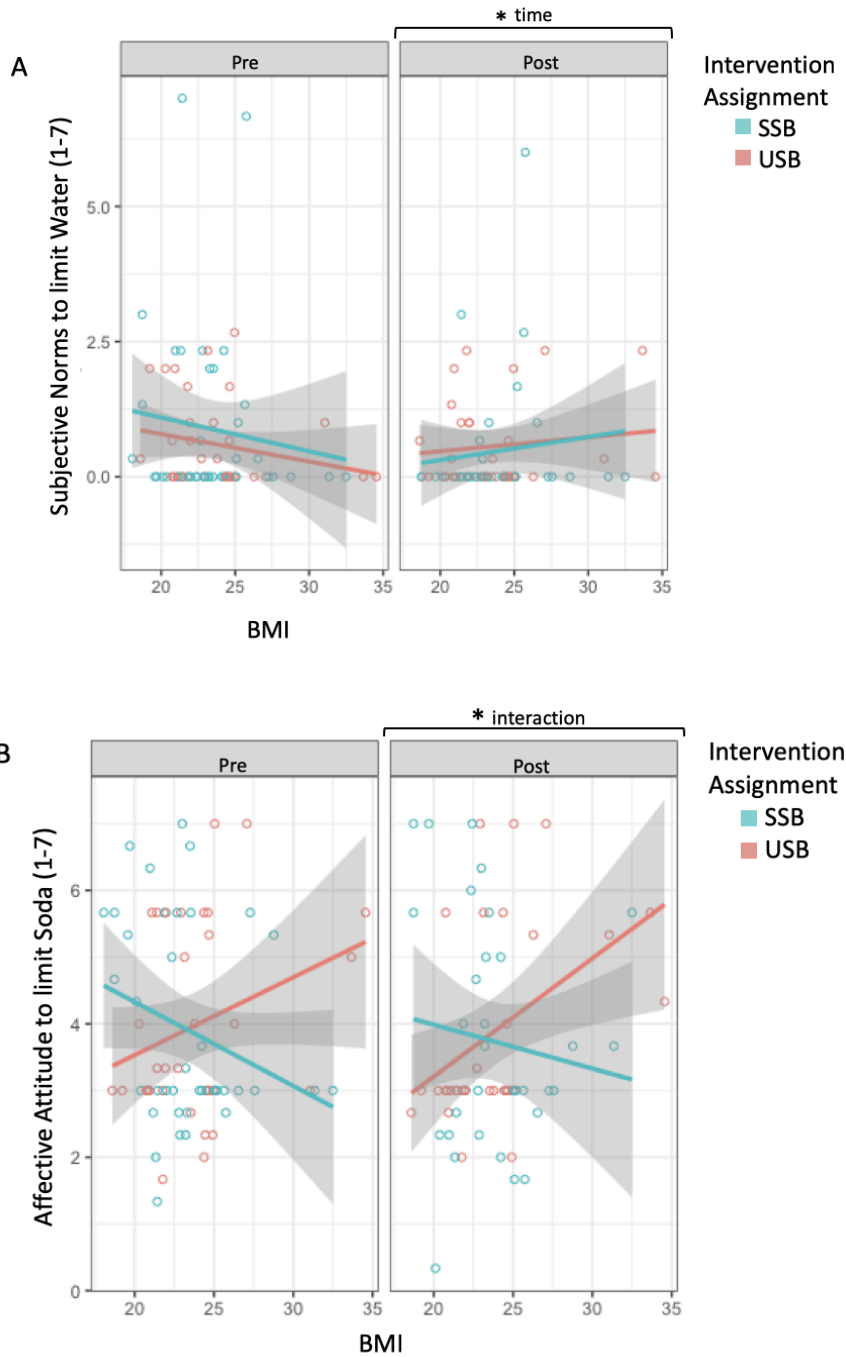 * time
A
Pre
Post
Intervention
Assignment
SSB
USB
Subjective Norms to limit Water (1-7)
5.0
2.5
0.0
20
25
30
35
20
25
30
35
BMI
* interaction
B
Pre
Post
Intervention
Assignment
SSB
USB
Affective Attitude to limit Soda (1-7)
6
4
2
0
20
25
30
35
20
25
30
35
BMI